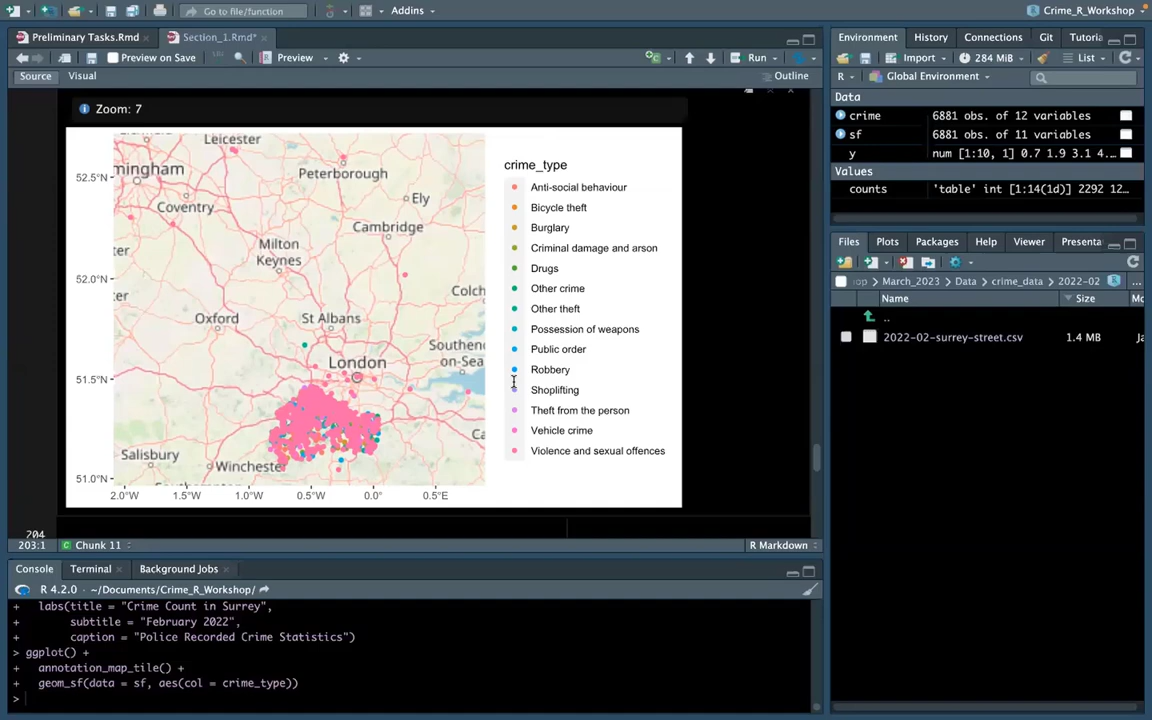 Go to file/function
Addins
Crime_R_Workshop
Preliminary Tasks.Rmd
Section_1.Rmd*
Preview on Save
Preview
Run
Source
Visual
Outline
Zoom: 7
Leicester
mingham
Peterborough
Coventry
Ely
Cambridge
Milton
Keynes
ter
er
Colch
Oxford
St Albans
Southen
on-Sea
London
Salisbury
Winchester
Ca
52.5°N
52.0°N
51.5°N
51.0°N
2.0°W 1.5°W 1.0°W 0.5°W 0.0° 0.5°E
crime_type
Anti-social behaviour
Bicycle theft
Burglary
Criminal damage and arson
Drugs
Other crime
Other theft
Possession of weapons
Public order
Robbery
Shoplifting
Theft from the person
Vehicle crime
Violence and sexual offences
204
203:1
Chunk 11
R Markdown
Console Terminal Background Jobs
R 4.2.0 · ~/Documents/Crime_R_Workshop/
+ labs(title = "Crime Count in Surrey",
+ subtitle = "February 2022",
+ caption = "Police Recorded Crime Statistics")
> ggplot() +
+ annotation_map_tile() +
+ geom_sf(data = sf, aes(col = crime_type))
>
Environment History Connections Git Tutoria
Import
284 MiB
List
R
Global Environment
Data
crime 6881 obs. of 12 variables
sf 6881 obs. of 11 variables
y num [1:10, 1] 0.7 1.9 3.1 4.…
Values
counts 'table' int [1:14(1d)] 2292 12…
Files Plots Packages Help Viewer Presenta
op > March_2023 > Data > crime_data > 2022-02
...
Name Size Mo
..
2022-02-surrey-street.csv 1.4 MB Ja